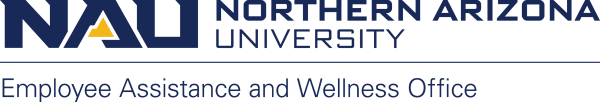 NAU NORTHERN ARIZONA
UNIVERSITY
Employee Assistance and Wellness Office